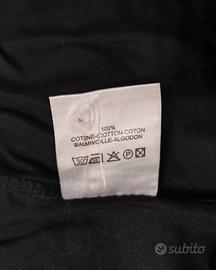 100%
COTONE-COTTON-COTON
BAUMWOLLE-ALGODON
30
subito